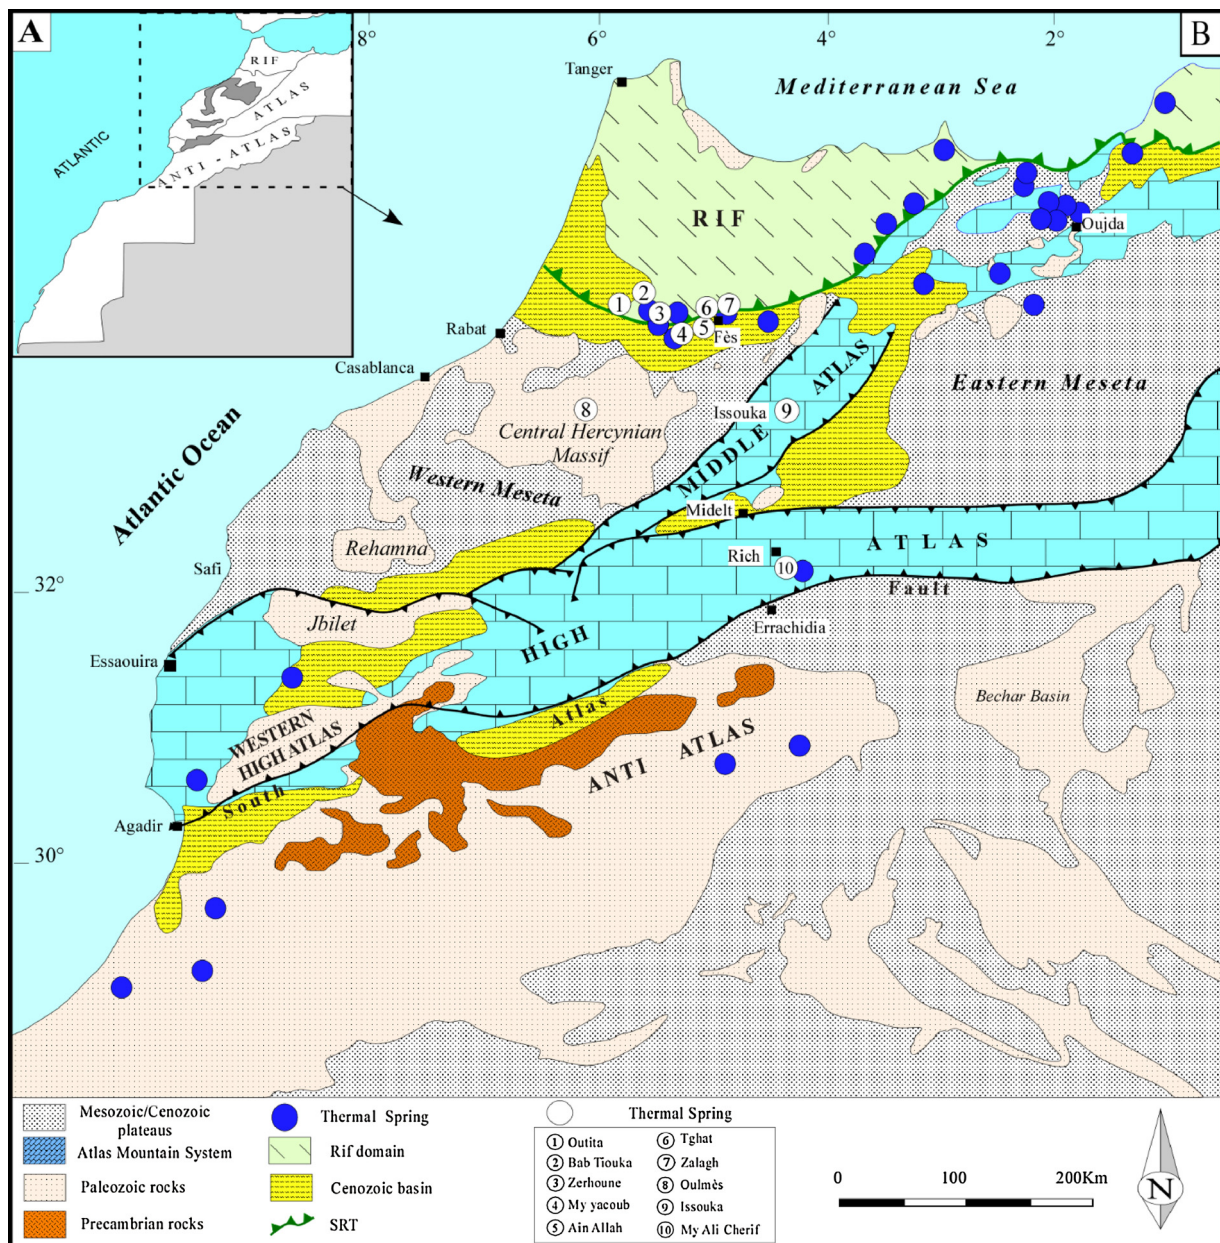 A
RIF
ATLAS
ANTI - ATLAS
ATLANTIC
8°
6°
4°
2°
B
Tanger
Mediterranean Sea
RIF
Oujda
1
2
3
4
5
6
7
Fès
Rabat
Casablanca
ATLAS
Eastern Meseta
8
Issouka
9
Central Hercynian
Massif
MIDDLE
Atlantic Ocean
Western Meseta
Midelt
Rehamna
Rich
ATLAS
10
Safi
32°
Fault
Jbilet
HIGH
Errachidia
Essaouira
Bechar Basin
Atlas
WESTERN
HIGH ATLAS
ANTI ATLAS
South
Agadir
30°
Mesozoic/Cenozoic
plateaus
Atlas Mountain System
Paleozoic rocks
Precambrian rocks
Thermal Spring
Rif domain
Cenozoic basin
SRT
Thermal Spring
1 Outita
2 Bab Tiouka
3 Zerhoune
4 My yacoub
5 Ain Allah
6 Tghat
7 Zalagh
8 Oulmès
9 Issouka
10 My Ali Cherif
0 100 200Km
N